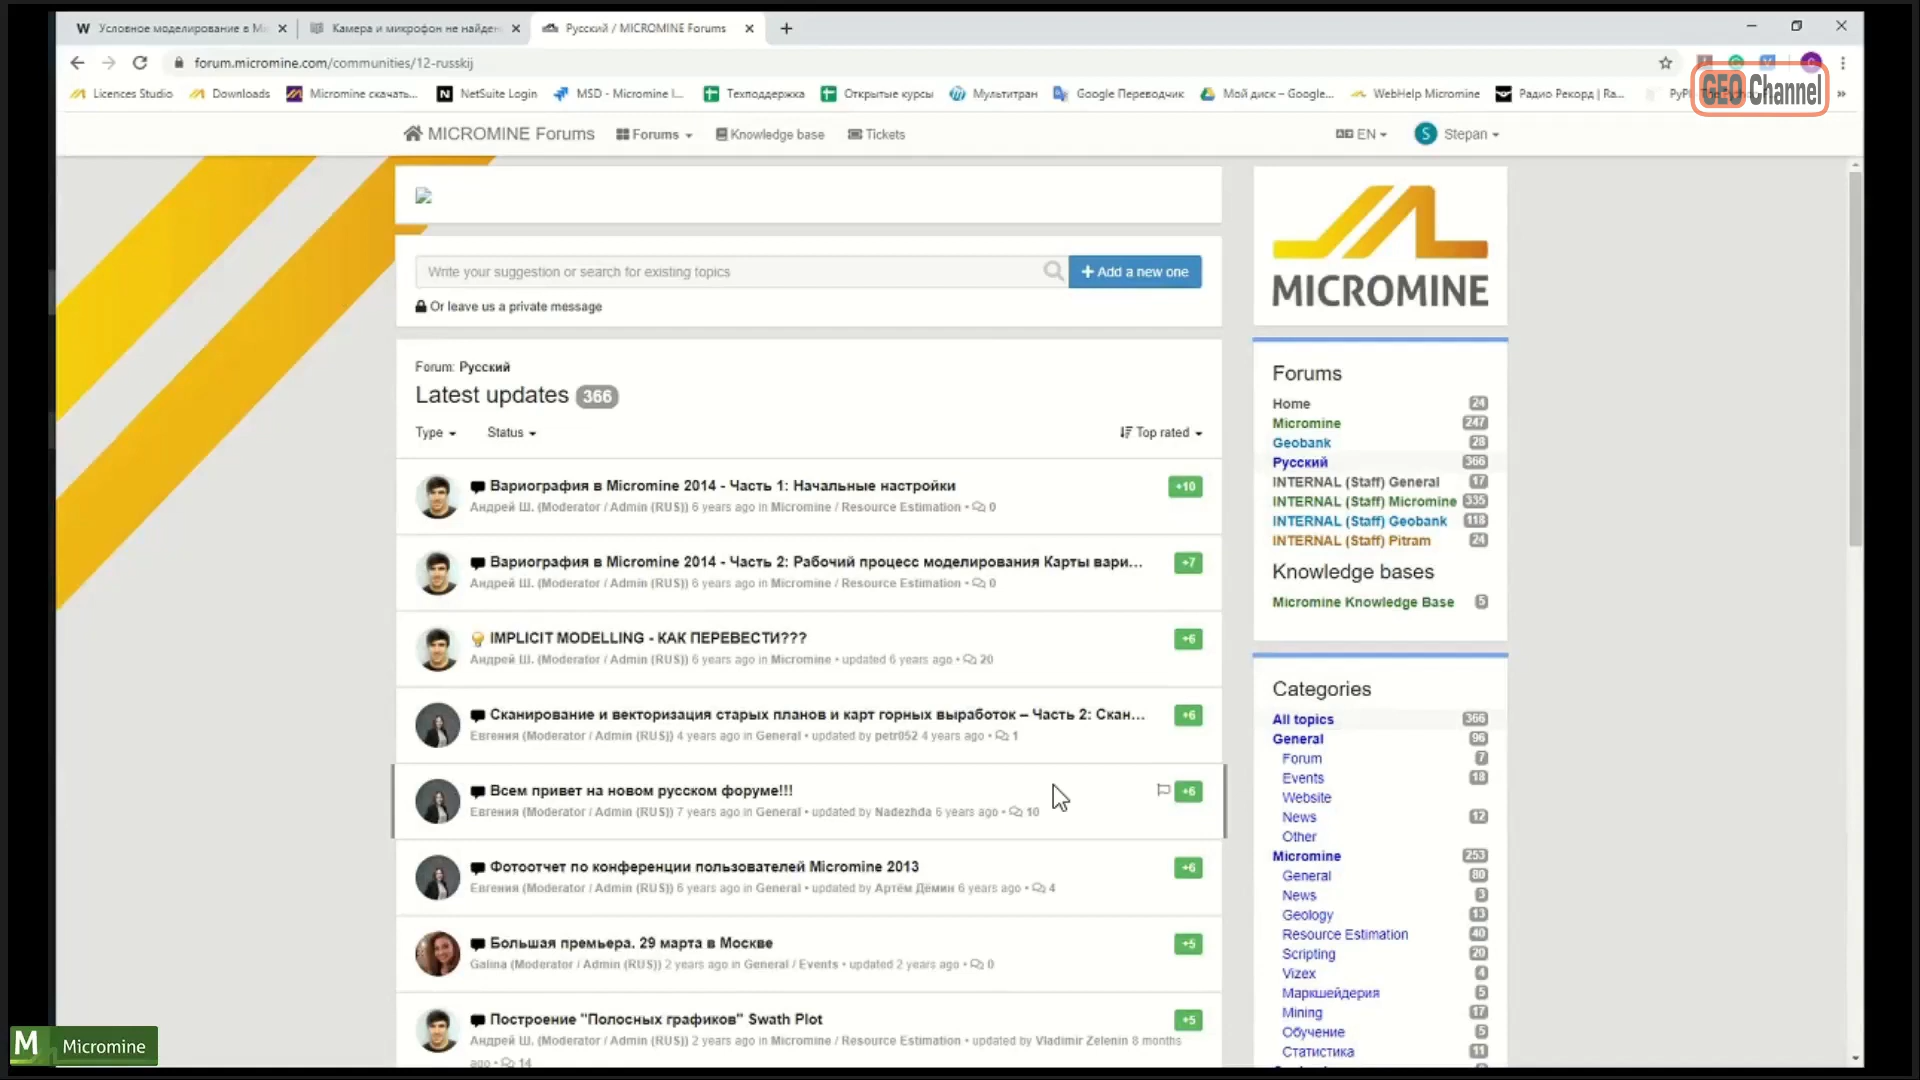 Условное моделирование в Mi
Камера и микрофон не найден
Русский / MICROMINE Forums
forum.micromine.com/communities/12-russkij
Licences Studio
Downloads
Micromine скачать...
NetSuite Login
MSD - Micromine I...
Техподдержка
Открытые курсы
Мультитран
Google Переводчик
Мой диск – Google...
WebHelp Micromine
Радио Рекорд | Ra...
GEO Channel
MICROMINE Forums
Forums
Knowledge base
Tickets
EN
S
Stepan
Write your suggestion or search for existing topics
+ Add a new one
Or leave us a private message
Forum: Русский
Latest updates 366
Type
Status
Top rated
Вариография в Micromine 2014 - Часть 1: Начальные настройки
+10
Андрей Ш. (Moderator / Admin (RUS)) 6 years ago in Micromine / Resource Estimation • 0
Вариография в Micromine 2014 - Часть 2: Рабочий процесс моделирования Карты вари...
+7
Андрей Ш. (Moderator / Admin (RUS)) 6 years ago in Micromine / Resource Estimation • 0
IMPLICIT MODELLING - КАК ПЕРЕВЕСТИ???
+6
Андрей Ш. (Moderator / Admin (RUS)) 6 years ago in Micromine • updated 6 years ago • 20
Сканирование и векторизация старых планов и карт горных выработок – Часть 2: Скан...
+6
Евгения (Moderator / Admin (RUS)) 4 years ago in General • updated by petr052 4 years ago • 1
Всем привет на новом русском форуме!!!
+6
Евгения (Moderator / Admin (RUS)) 7 years ago in General • updated by Nadezhda 6 years ago • 10
Фотоотчет по конференции пользователей Micromine 2013
+6
Евгения (Moderator / Admin (RUS)) 6 years ago in General • updated by Артём Дёмин 6 years ago • 4
Большая премьера. 29 марта в Москве
+5
Galina (Moderator / Admin (RUS)) 2 years ago in General / Events • updated 2 years ago • 0
Построение "Полосных графиков" Swath Plot
+5
Андрей Ш. (Moderator / Admin (RUS)) 2 years ago in Micromine / Resource Estimation • updated by Vladimir Zelenin 8 months
ago • 14
MICROMINE
Forums
Home 24
Micromine 247
Geobank 28
Русский 366
INTERNAL (Staff) General 17
INTERNAL (Staff) Micromine 335
INTERNAL (Staff) Geobank 118
INTERNAL (Staff) Pitram 24
Knowledge bases
Micromine Knowledge Base 5
Categories
All topics 366
General 96
Forum 7
Events 18
Website
News 12
Other
Micromine 253
General 80
News 3
Geology 13
Resource Estimation 40
Scripting 20
Vizex 4
Маркшейдерия 5
Mining 17
Обучение 5
Статистика 11
M Micromine